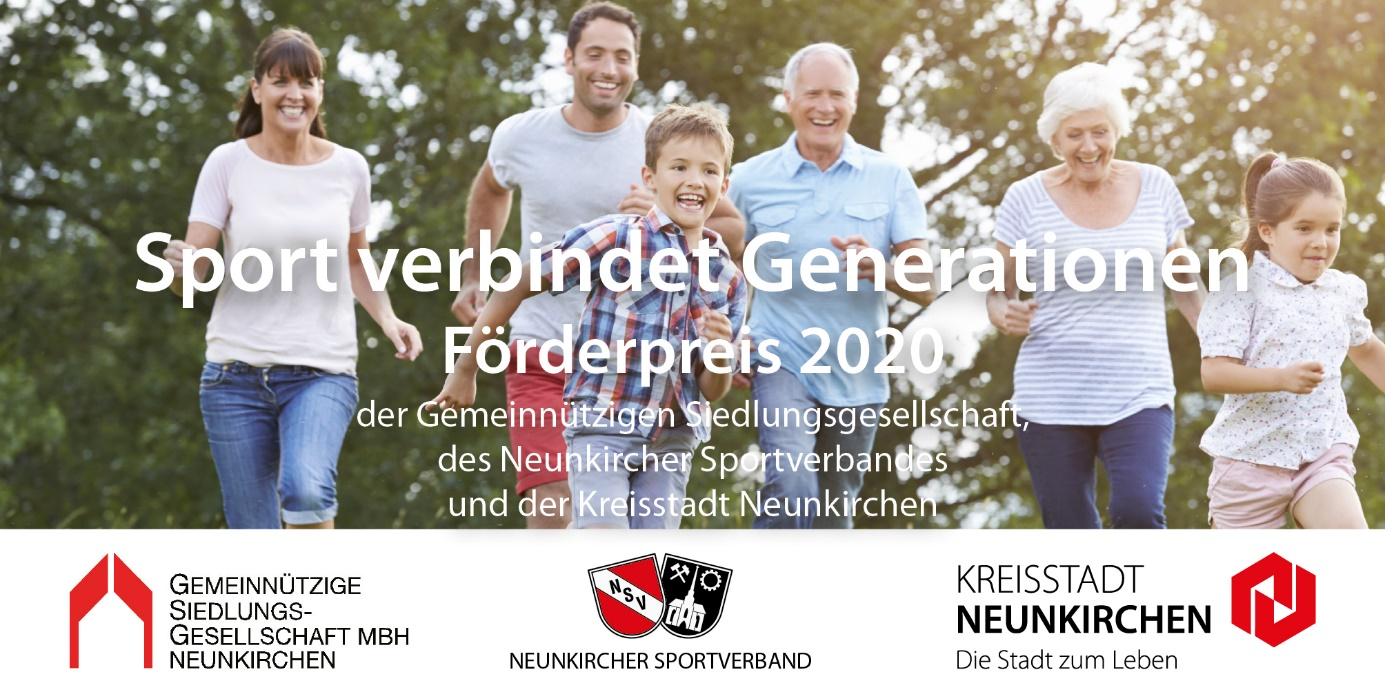 Sport verbindet Generationen
Förderpreis 2020
der Gemeinnützigen Siedlungsgesellschaft,
des Neunkircher Sportverbandes
und der Kreisstadt Neunkirchen
GEMEINNÜTZIGE
SIEDLUNGS-
GESELLSCHAFT MBH
NEUNKIRCHEN
NSV
NEUNKIRCHER SPORTVERBAND
KREISSTADT
NEUNKIRCHEN
Die Stadt zum Leben